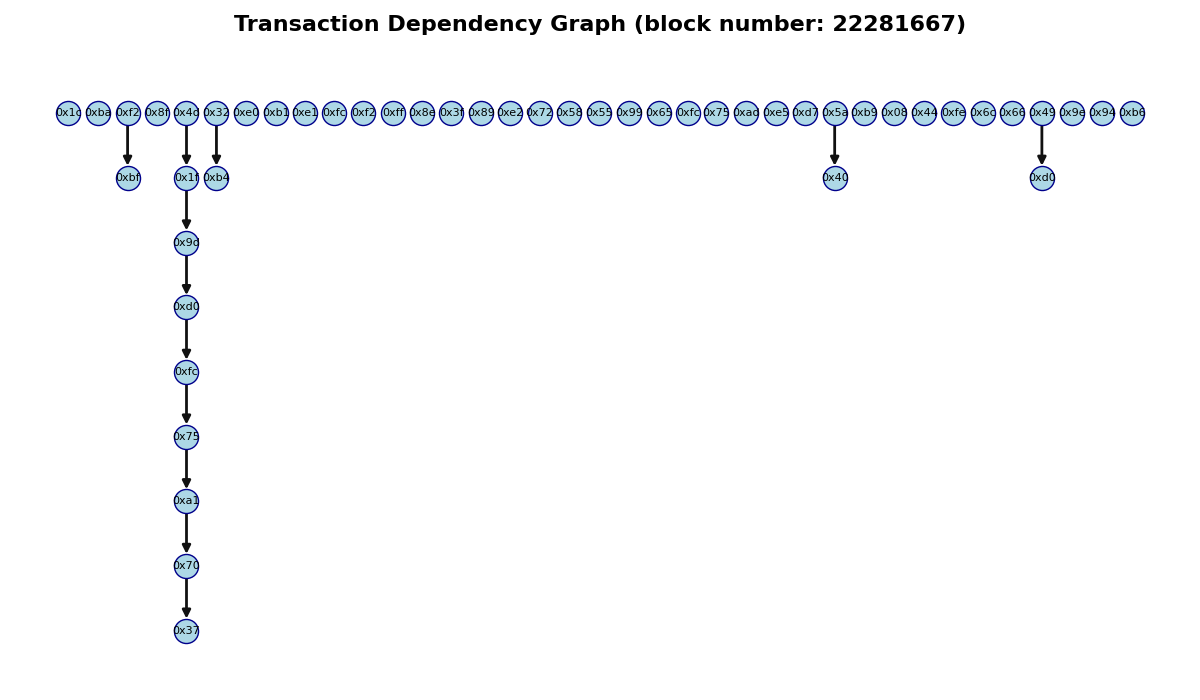 Transaction Dependency Graph (block number: 22281667)
0x1c 0xba 0xf2 0x8f 0x4d 0x32 0xe0 0xb1 0xe1 0xfc 0xf2 0xff 0x8e 0x3f 0x89 0xe2 0x72 0x58 0x55 0x99 0x65 0xfc 0x75 0xad 0xe5 0xd7 0x5a 0xb9 0x08 0x44 0xfe 0x6d 0x66 0x49 0x9e 0x94 0xb6
0xbf 0x1f 0xb4 0x40 0xd0
0x9d
0xd0
0xfc
0x75
0xa1
0x70
0x37